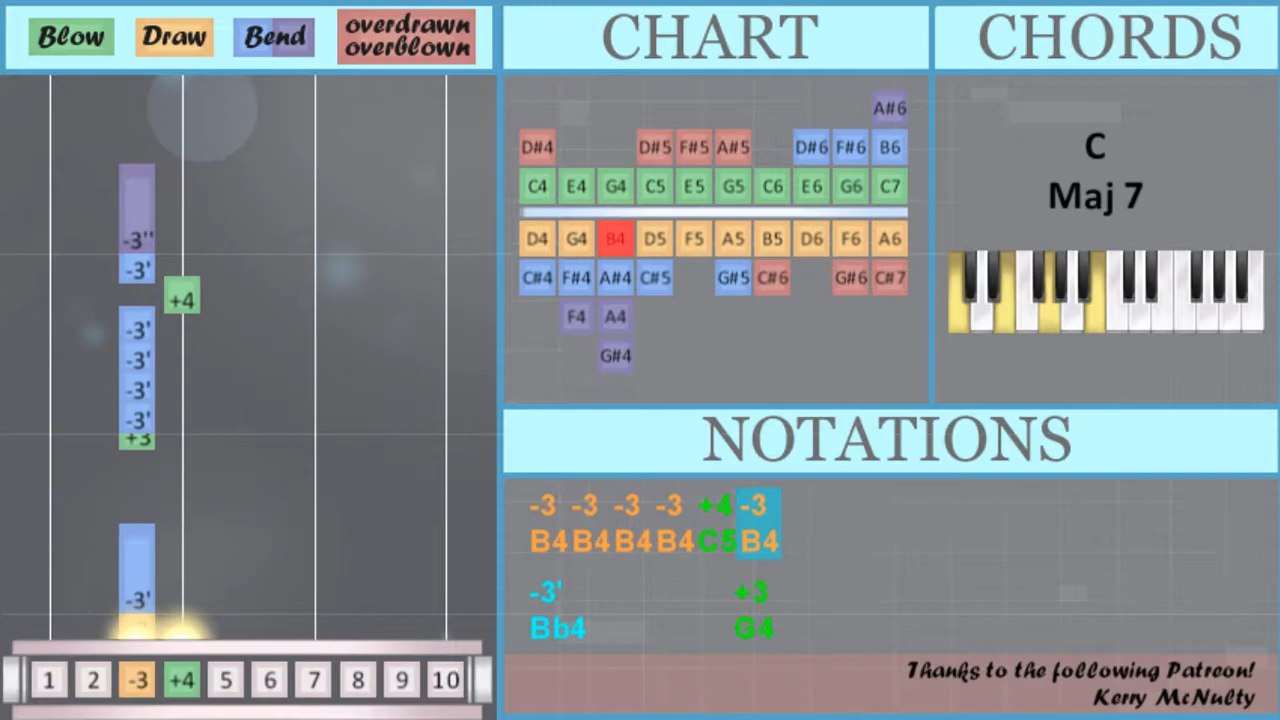 Blow Draw Bend overdrawn
overblown
CHART
CHORDS
A#6
D#4 D#5 F#5 A#5 D#6 F#6 B6
C4 E4 G4 C5 E5 G5 C6 E6 G6 C7
D4 G4 B4 D5 F5 A5 B5 D6 F6 A6
C#4 F#4 A#4 C#5 G#5 C#6 G#6 C#7
F4 A4
G#4
C
Maj 7
-3''
-3'
+4
-3'
-3'
-3'
-3'
+3
-3'
1 2 -3 +4 5 6 7 8 9 10
NOTATIONS
-3 -3 -3 -3 +4 -3
B4 B4 B4 B4 C5 B4
-3' +3
Bb4 G4
Thanks to the following Patreon!
Kerry McNulty